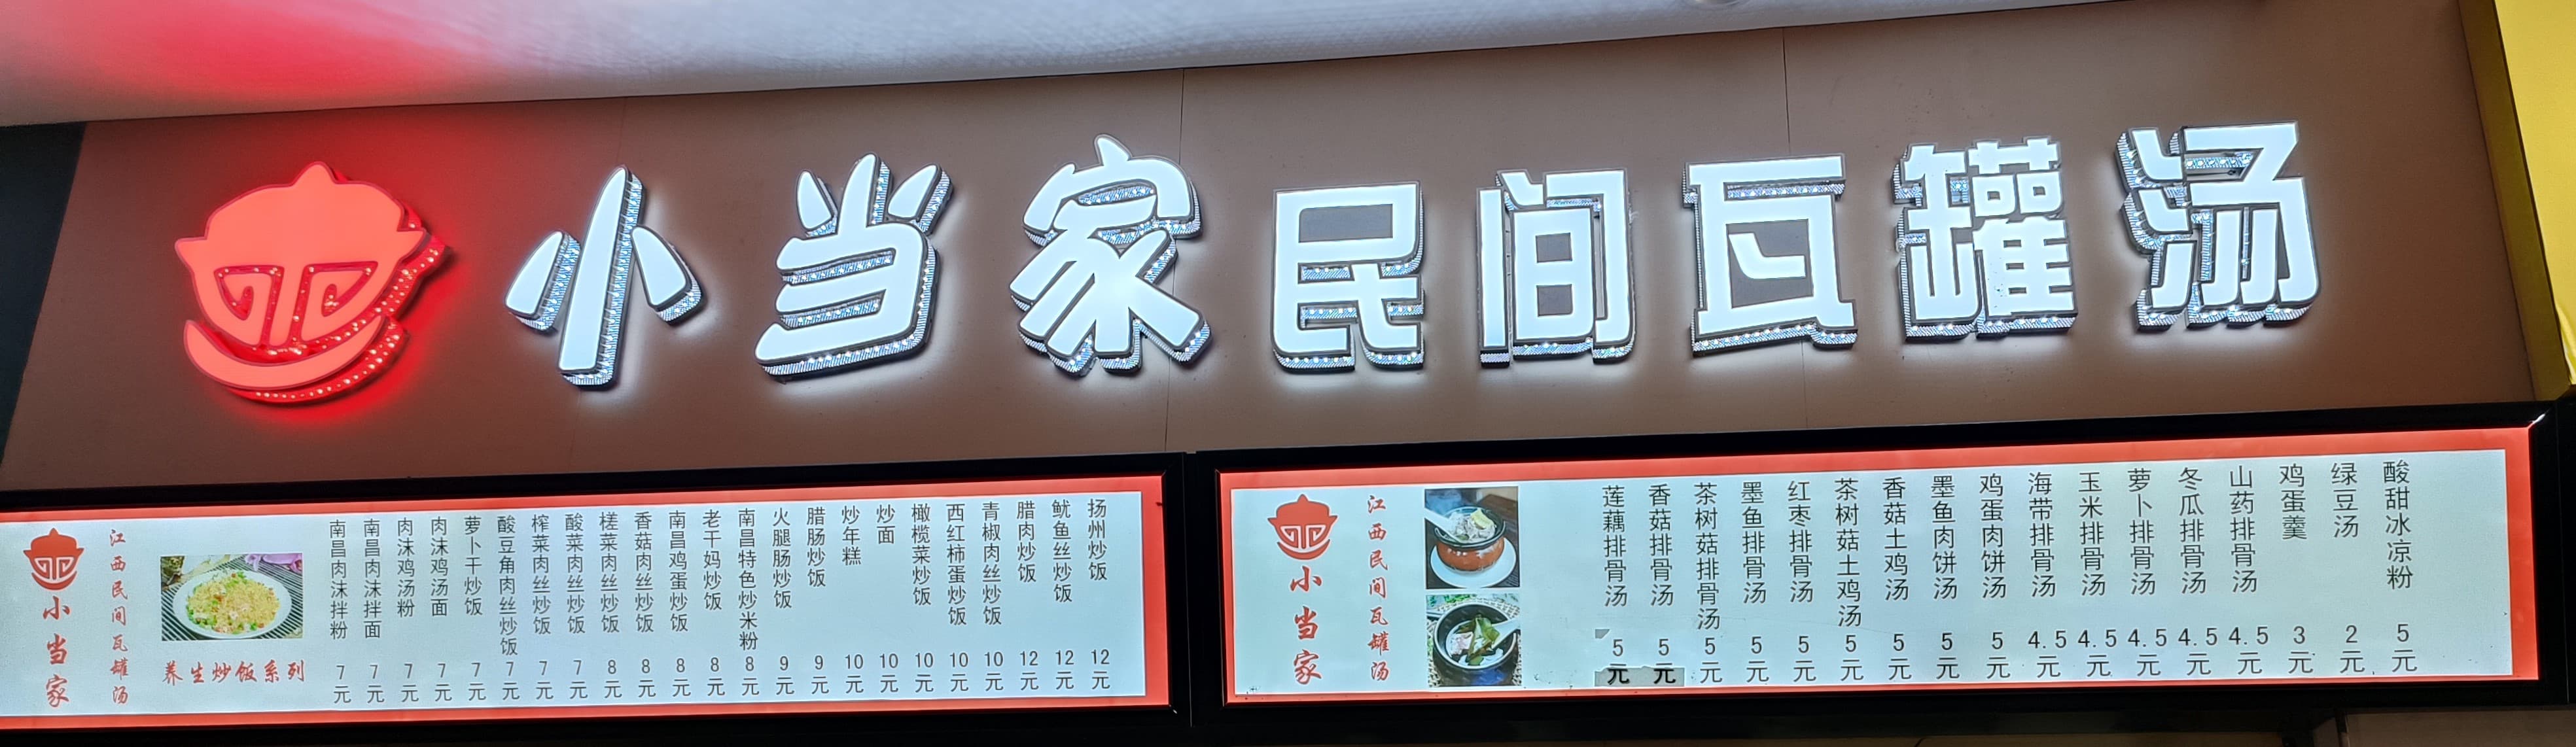 小当家民间瓦罐汤
小当家
江西民间瓦罐汤
养生炒饭系列
南昌肉沫拌粉 7元
南昌肉沫拌面 7元
肉沫鸡汤粉 7元
肉沫鸡汤面 7元
萝卜干炒饭 7元
酸豆角肉丝炒饭 7元
榨菜肉丝炒饭 7元
酸菜肉丝炒饭 7元
槎菜肉丝炒饭 8元
香菇肉丝炒饭 8元
南昌鸡蛋炒饭 8元
老干妈炒饭 8元
南昌特色炒米粉 8元
火腿肠炒饭 9元
腊肠炒饭 9元
炒年糕 10元
炒面 10元
橄榄菜炒饭 10元
西红柿蛋炒饭 10元
青椒肉丝炒饭 10元
腊肉炒饭 12元
鱿鱼丝炒饭 12元
扬州炒饭 12元
小当家
江西民间瓦罐汤
莲藕排骨汤 5元
香菇排骨汤 5元
茶树菇排骨汤 5元
墨鱼排骨汤 5元
红枣排骨汤 5元
茶树菇土鸡汤 5元
香菇土鸡汤 5元
墨鱼肉饼汤 5元
鸡蛋肉饼汤 5元
海带排骨汤 4.5元
玉米排骨汤 4.5元
萝卜排骨汤 4.5元
冬瓜排骨汤 4.5元
山药排骨汤 4.5元
鸡蛋羹 3元
绿豆汤 2元
酸甜冰凉粉 5元